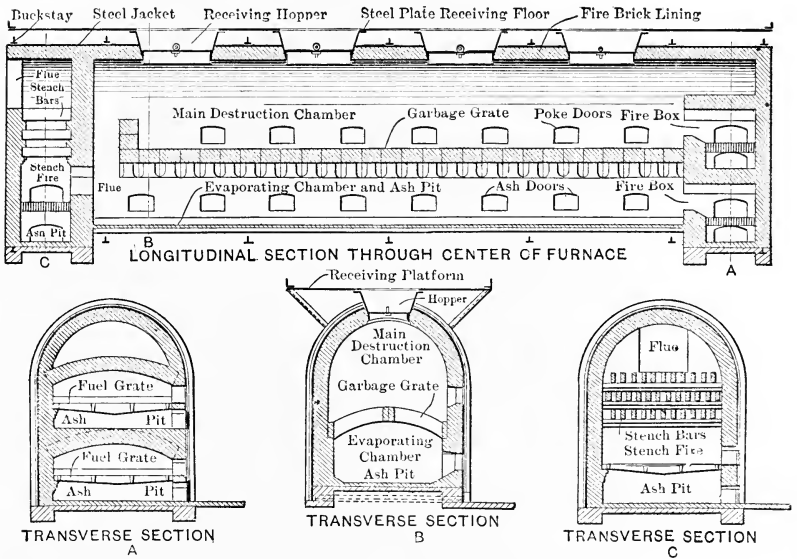 Buckstay
Steel Jacket
Receiving Hopper
Steel Plate Receiving Floor
Fire Brick Lining
Flue
Stench
Bars
Main Destruction Chamber
Garbage Grate
Poke Doors
Fire Box
Stench
Fire
Flue
Evaporating Chamber and Ash Pit
Ash Doors
Fire Box
Asn Pit
C
B
LONGITUDINAL SECTION THROUGH CENTER OF FURNACE
A
Fuel Grate
Ash Pit
Fuel Grate
Ash Pit
TRANSVERSE SECTION
A
Receiving Platform
Hopper
Main
Destruction
Chamber
Garbage Grate
Evaporating
Chamber
Ash Pit
TRANSVERSE SECTION
B
Flue
Stench Bars
Stench Fire
Ash Pit
TRANSVERSE SECTION
C